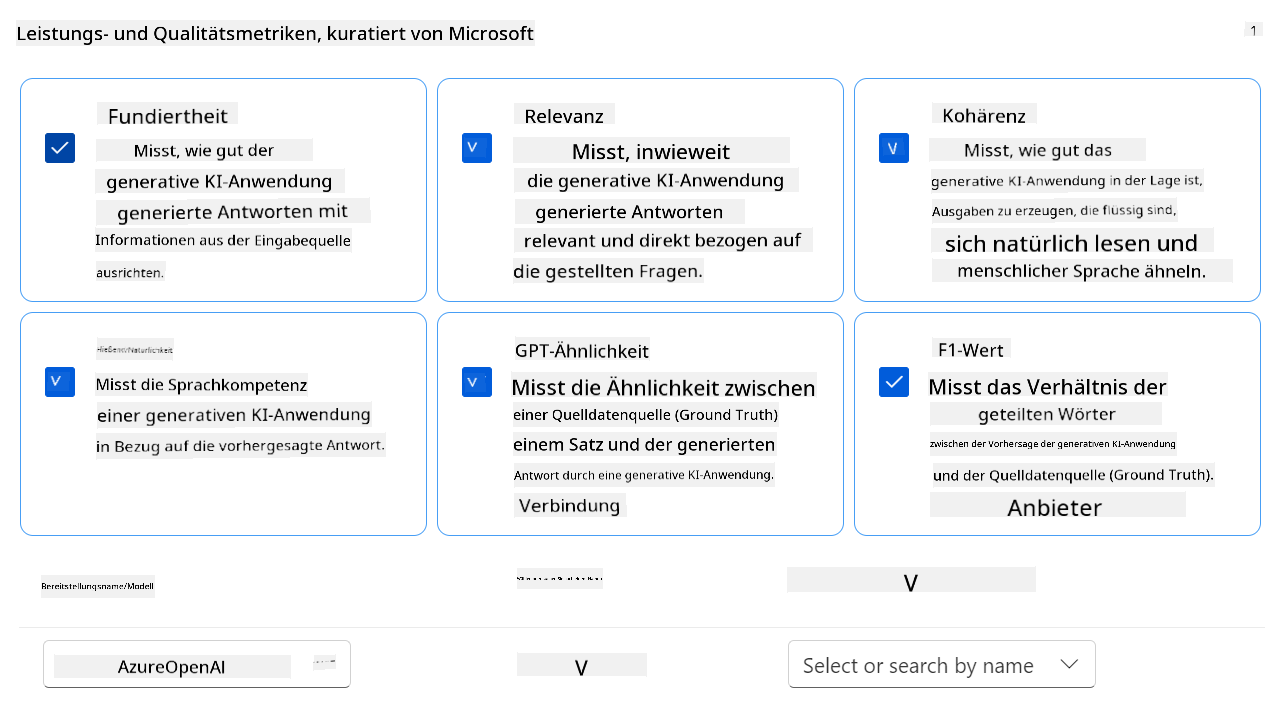 Leistungs- und Qualitätsmetriken, kuratiert von Microsoft
1
Fundiertheit
Misst, wie gut der
generative KI-Anwendung
generierte Antworten mit
Informationen aus der Eingabequelle
ausrichten.
Relevanz
V
Misst, inwieweit
die generative KI-Anwendung
generierte Antworten
relevant und direkt bezogen auf
die gestellten Fragen.
Kohärenz
V
Misst, wie gut das
generative KI-Anwendung in der Lage ist,
Ausgaben zu erzeugen, die flüssig sind,
sich natürlich lesen und
menschlicher Sprache ähneln.
V
Misst die Sprachkompetenz
einer generativen KI-Anwendung
in Bezug auf die vorhergesagte Antwort.
GPT-Ähnlichkeit
V
Misst die Ähnlichkeit zwischen
einer Quelldatenquelle (Ground Truth)
einem Satz und der generierten
Antwort durch eine generative KI-Anwendung.
Verbindung
F1-Wert
Misst das Verhältnis der
geteilten Wörter
zwischen der Vorhersage der generativen KI-Anwendung
und der Quelldatenquelle (Ground Truth).
Anbieter
Bereitstellungsname/Modell
V
AzureOpenAI
V
Select or search by name